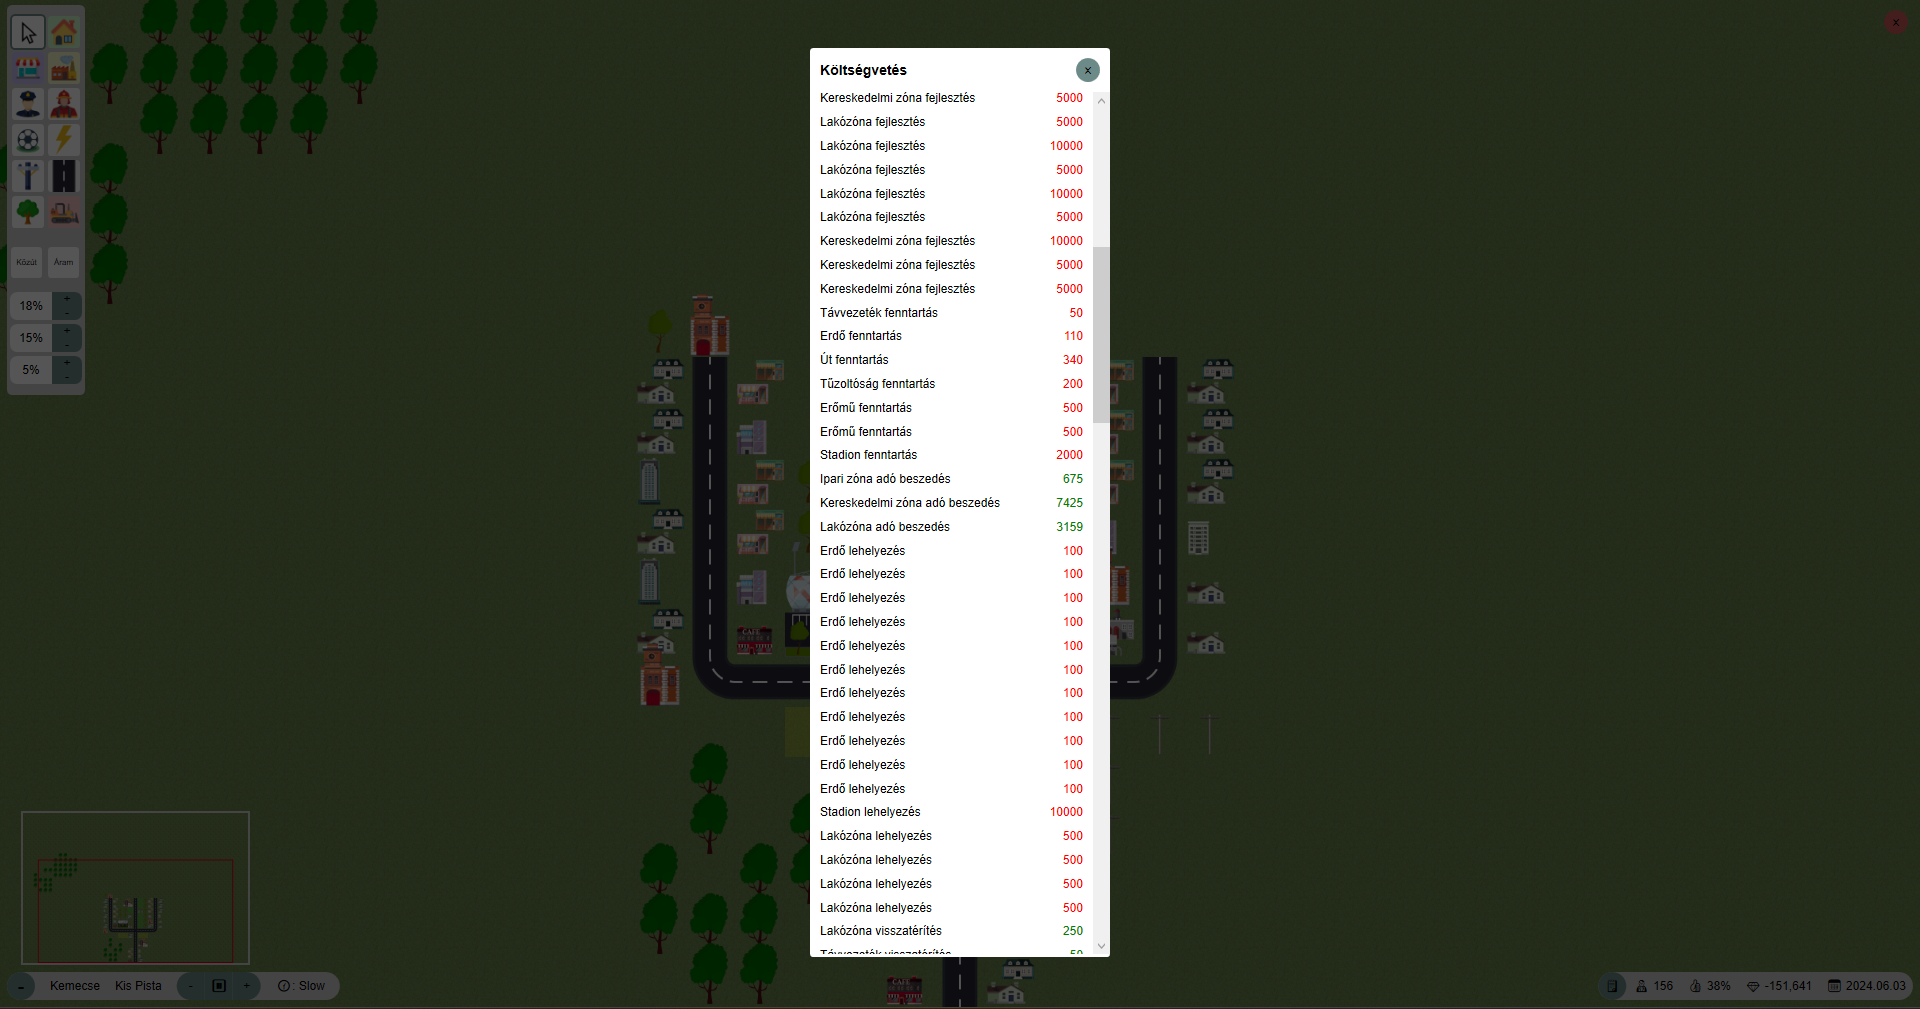 x
Költségvetés
x
Kereskedelmi zóna fejlesztés 5000
Lakózóna fejlesztés 5000
Lakózóna fejlesztés 10000
Lakózóna fejlesztés 5000
Lakózóna fejlesztés 10000
Lakózóna fejlesztés 5000
Kereskedelmi zóna fejlesztés 10000
Kereskedelmi zóna fejlesztés 5000
Kereskedelmi zóna fejlesztés 5000
Távvezeték fenntartás 50
Erdő fenntartás 110
Út fenntartás 340
Tűzoltóság fenntartás 200
Erőmű fenntartás 500
Erőmű fenntartás 500
Stadion fenntartás 2000
Ipari zóna adó beszedés 675
Kereskedelmi zóna adó beszedés 7425
Lakózóna adó beszedés 3159
Erdő lehelyezés 100
Erdő lehelyezés 100
Erdő lehelyezés 100
Erdő lehelyezés 100
Erdő lehelyezés 100
Erdő lehelyezés 100
Erdő lehelyezés 100
Erdő lehelyezés 100
Erdő lehelyezés 100
Erdő lehelyezés 100
Erdő lehelyezés 100
Stadion lehelyezés 10000
Lakózóna lehelyezés 500
Lakózóna lehelyezés 500
Lakózóna lehelyezés 500
Lakózóna lehelyezés 500
Lakózóna visszatérítés 250
Távvezeték visszatérítés 50
Közút Áram
18% + -
15% + -
5% + -
CAFE
CAFE
- Kemecse Kis Pista - + : Slow
156 38% -151,641 2024.06.03